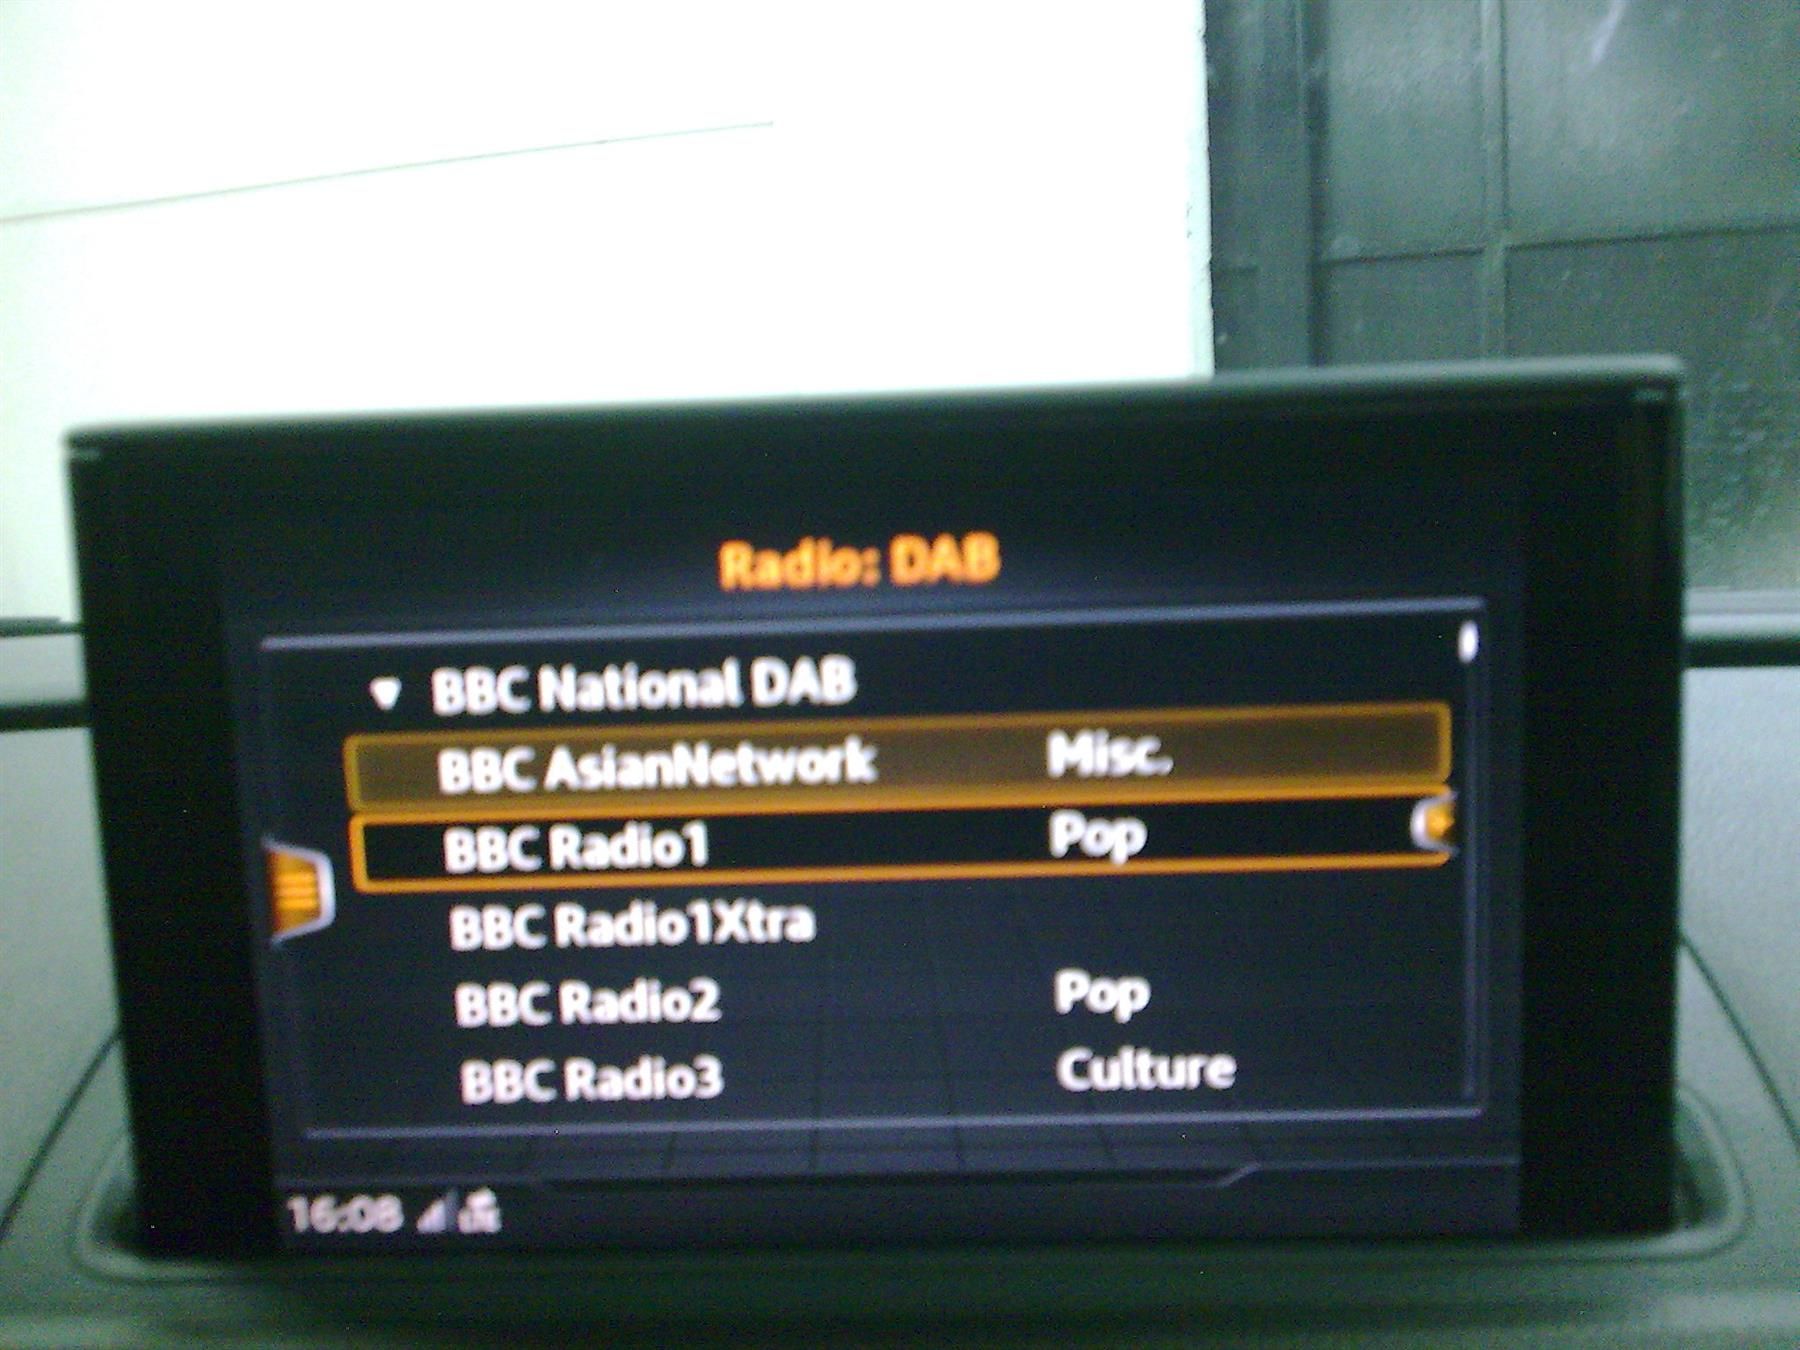 Radio: DAB
BBC National DAB
BBC AsianNetwork Misc.
BBC Radio1 Pop
BBC Radio1Xtra
BBC Radio2 Pop
BBC Radio3 Culture
16:08